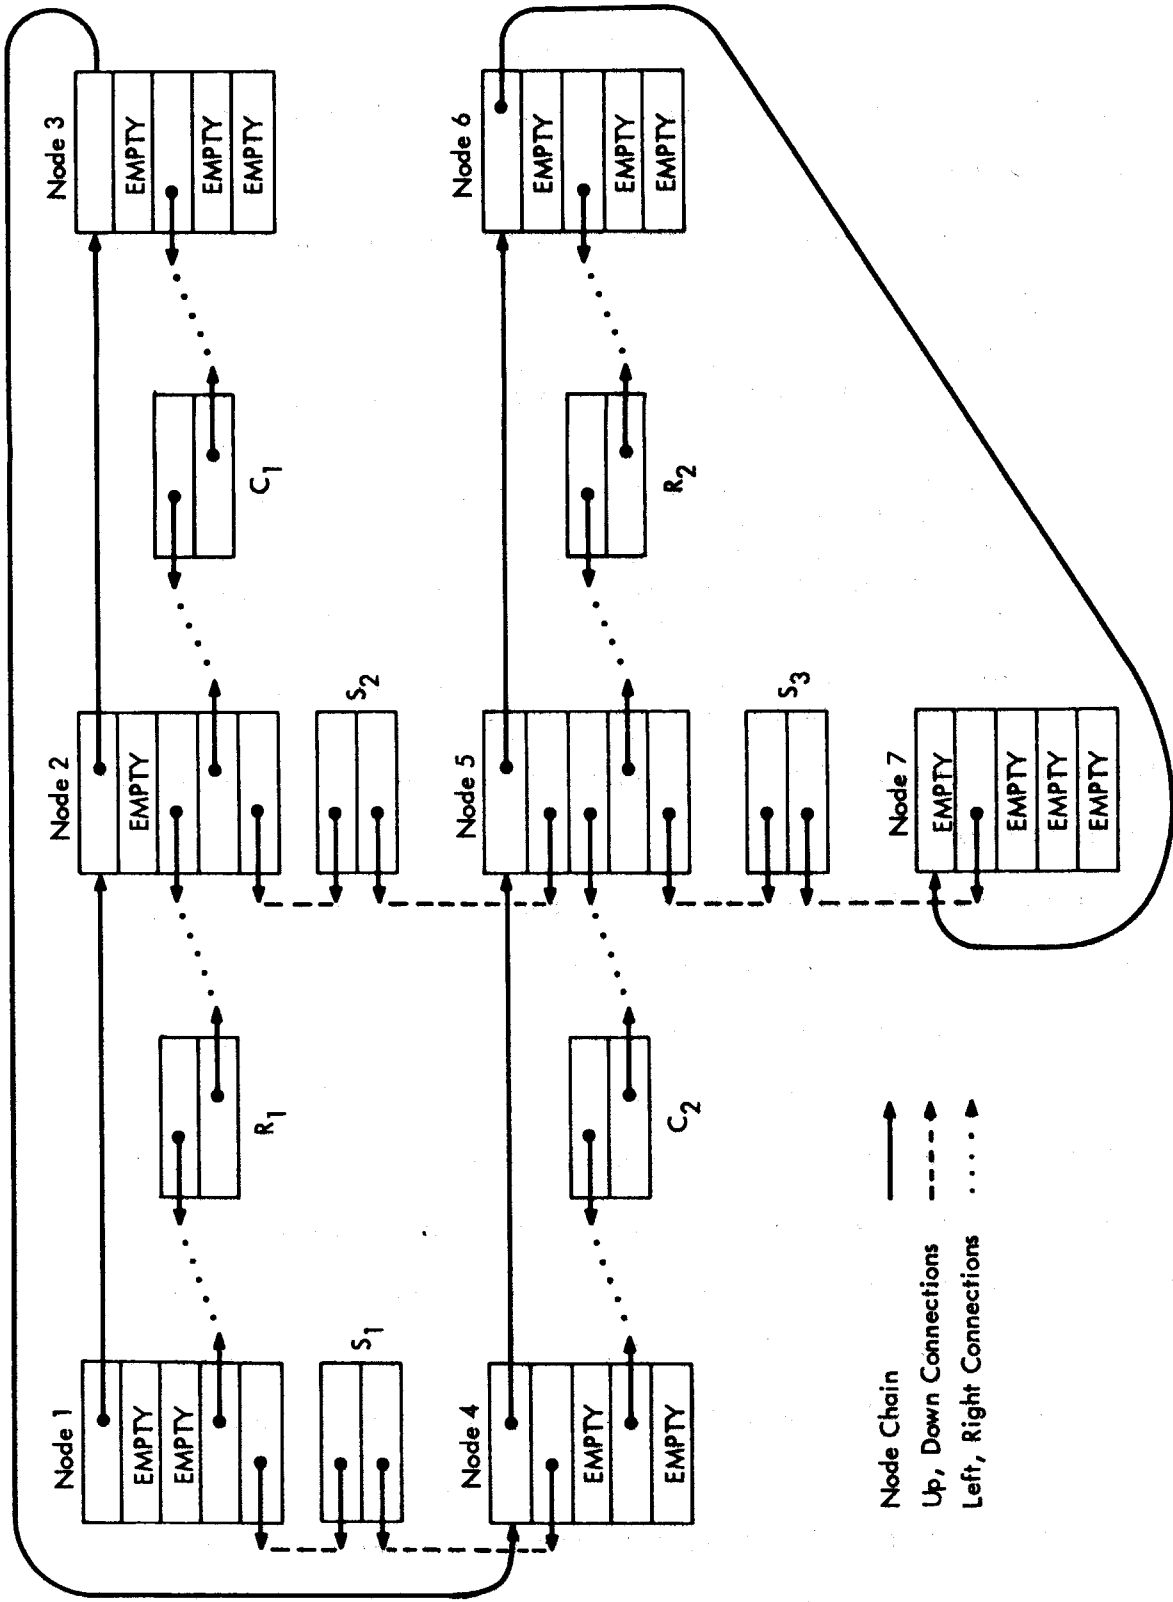 Node 1
EMPTY
EMPTY
R1
Node 2
EMPTY
C1
Node 3
EMPTY
EMPTY
EMPTY
S1
S2
Node 4
EMPTY
EMPTY
C2
Node 5
R2
Node 6
EMPTY
EMPTY
EMPTY
S3
Node 7
EMPTY
EMPTY
EMPTY
EMPTY
Node Chain
Up, Down Connections
Left, Right Connections